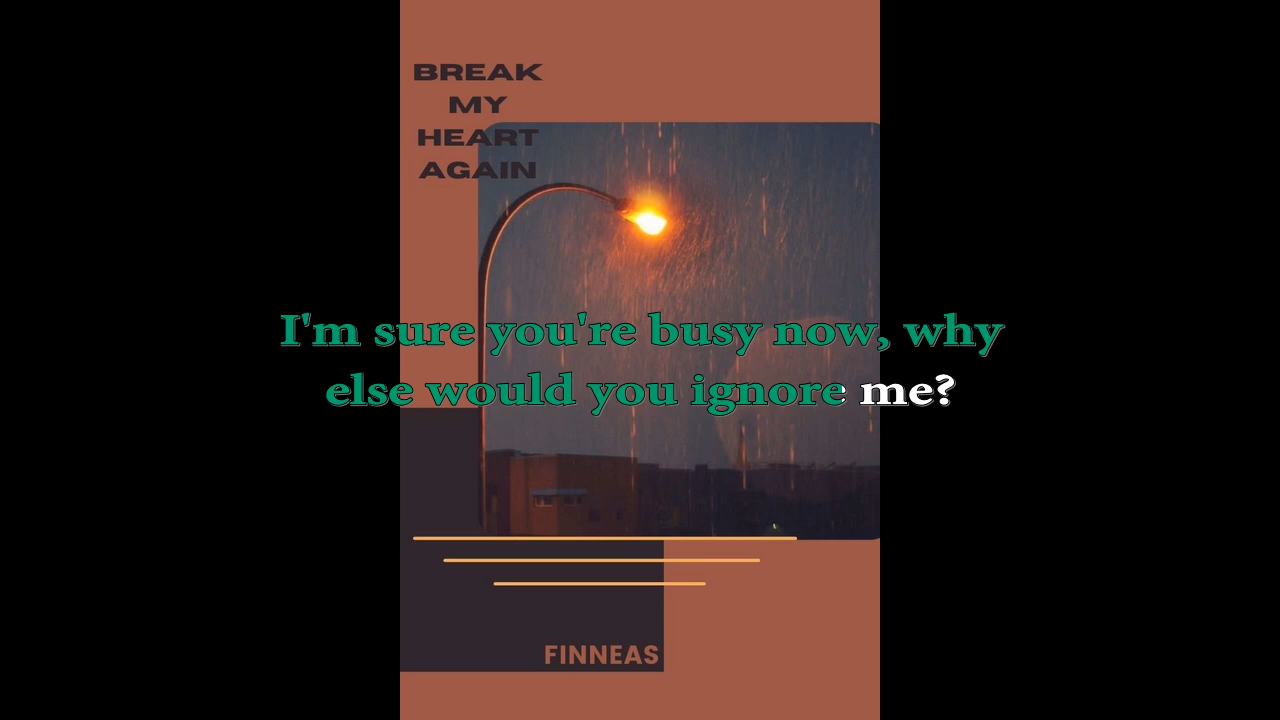 BREAK
MY
HEART
AGAIN
I'm sure you're busy now, why
else would you ignore me?
FINNEAS